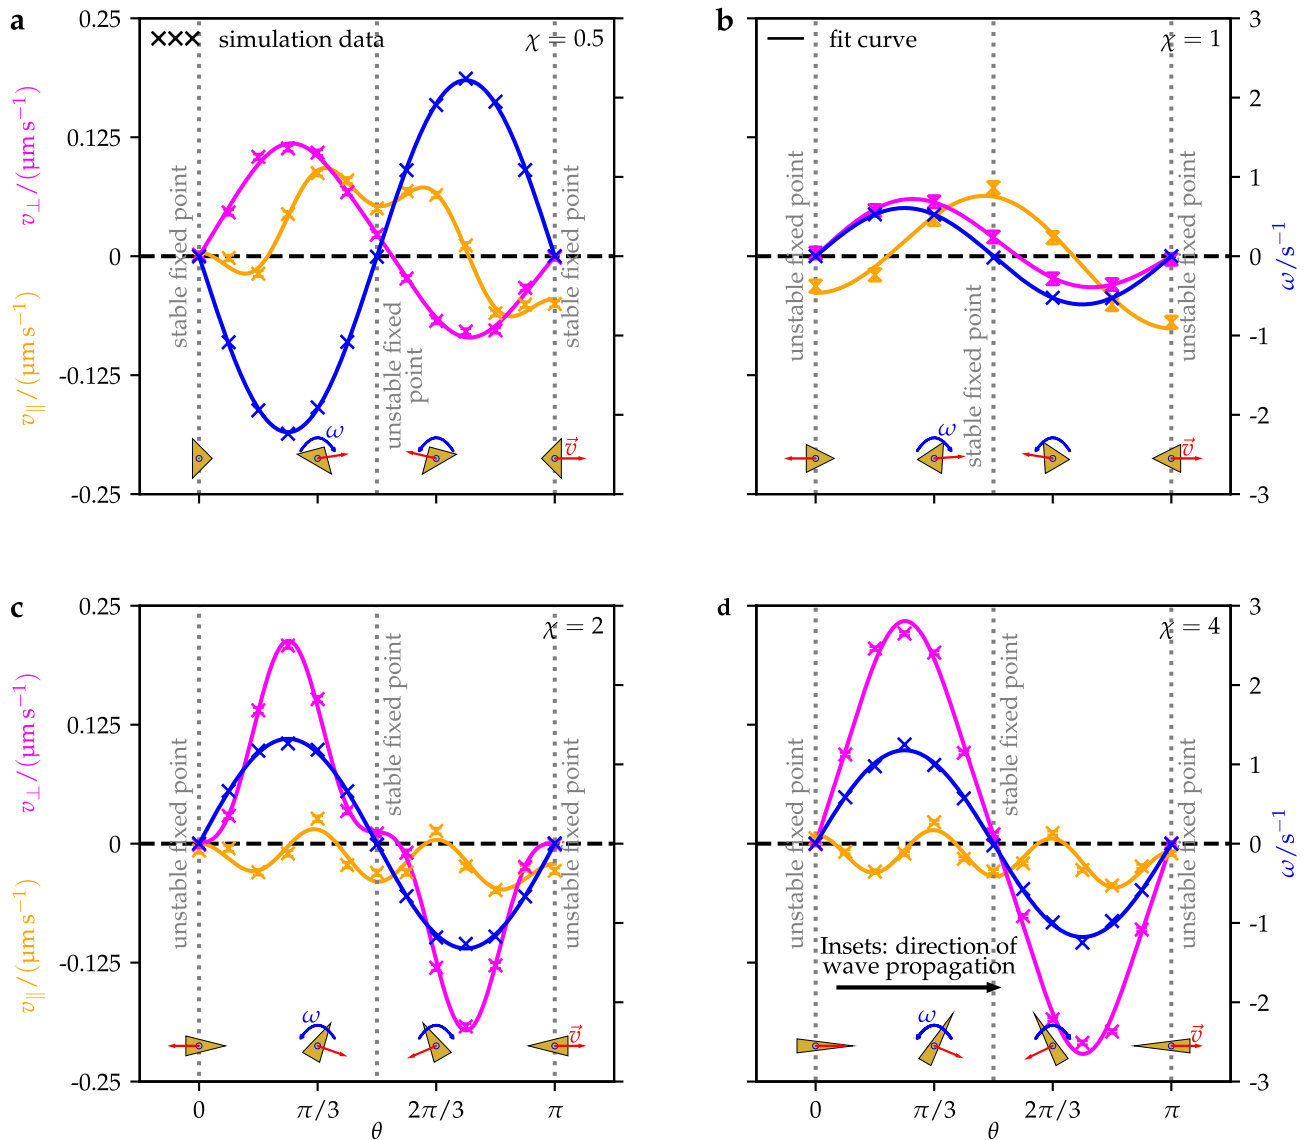 a
simulation data
χ = 0.5
0.25
0.125
0
-0.125
-0.25
v⊥/(µm s⁻¹)
v∥/(µm s⁻¹)
stable fixed point
unstable fixed
point
stable fixed point
ω
v⃗
b
fit curve
χ = 1
3
2
1
0
-1
-2
-3
ω/s⁻¹
unstable fixed point
stable fixed point
unstable fixed point
ω
v⃗
c
χ = 2
0.25
0.125
0
-0.125
-0.25
v⊥/(µm s⁻¹)
v∥/(µm s⁻¹)
unstable fixed point
stable fixed point
unstable fixed point
ω
v⃗
0
π/3
2π/3
π
θ
d
χ = 4
3
2
1
0
-1
-2
-3
ω/s⁻¹
unstable fixed point
stable fixed point
unstable fixed point
Insets: direction of
wave propagation
ω
v⃗
0
π/3
2π/3
π
θ